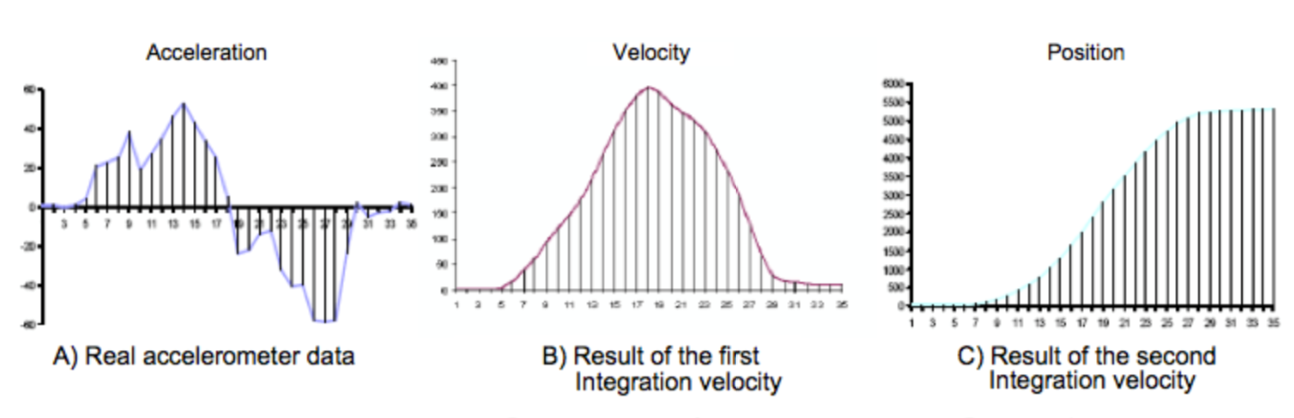 Acceleration
60
40
20
0
-20
-40
-60
3 5 7 9 11 13 15 17 19 21 23 25 27 29 31 33 35
A) Real accelerometer data
Velocity
450
400
350
300
250
200
150
100
50
0
1 3 5 7 9 11 13 15 17 19 21 23 25 27 29 31 33 35
B) Result of the first
Integration velocity
Position
6000
5500
5000
4500
4000
3500
3000
2500
2000
1500
1000
500
0
1 3 5 7 9 11 13 15 17 19 21 23 25 27 29 31 33 35
C) Result of the second
Integration velocity